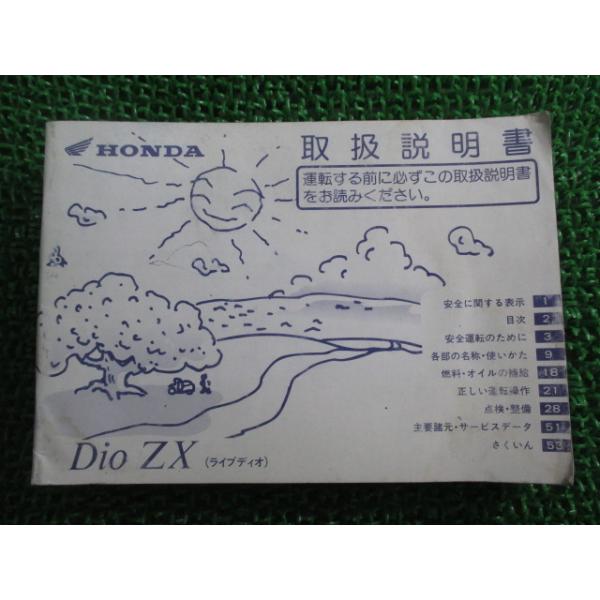 HONDA
取扱説明書
運転する前に必ずこの取扱説明書
をお読みください。
安全に関する表示 1
目次 2
安全運転のために 3
各部の名称・使いかた 9
燃料・オイルの補給 18
正しい運転操作 21
点検・整備 28
主要諸元・サービスデータ 51
さくいん 53
Dio ZX (ライブディオ)